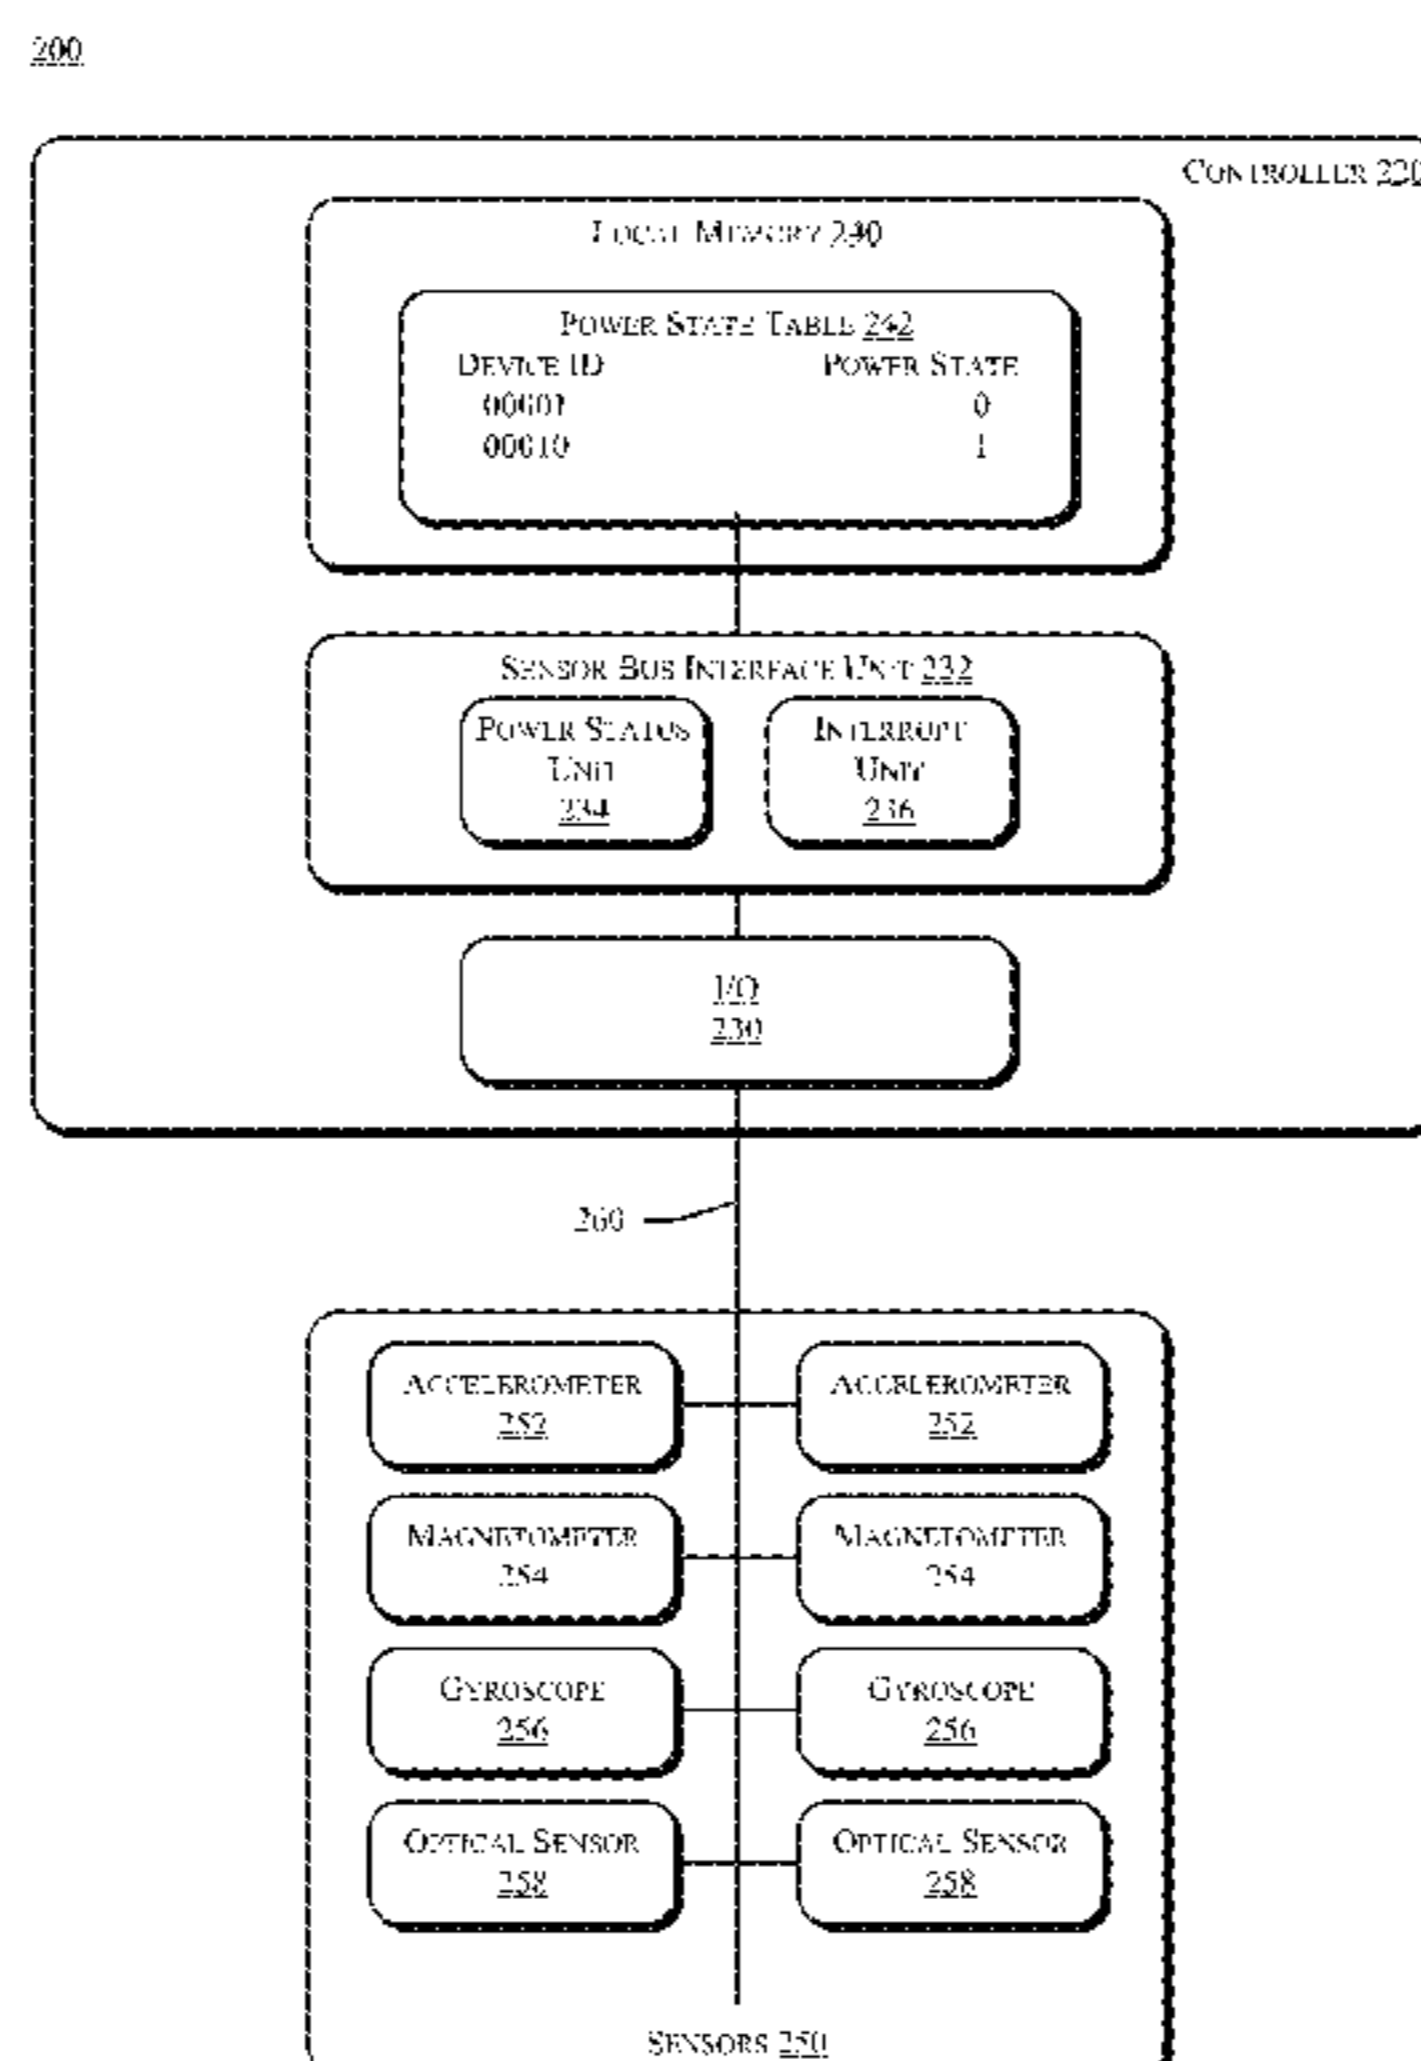 200
CONTROLLER 220
LOCAL MEMORY 240
POWER STATE TABLE 242
DEVICE ID POWER STATE
00001 0
00010 1
SENSOR BUS INTERFACE UNIT 232
POWER STATUS INTERRUPT
UNIT UNIT
234 236
I/O
230
260
ACCELEROMETER ACCELEROMETER
252 252
MAGNETOMETER MAGNETOMETER
254 254
GYROSCOPE GYROSCOPE
256 256
OPTICAL SENSOR OPTICAL SENSOR
258 258
SENSORS 250